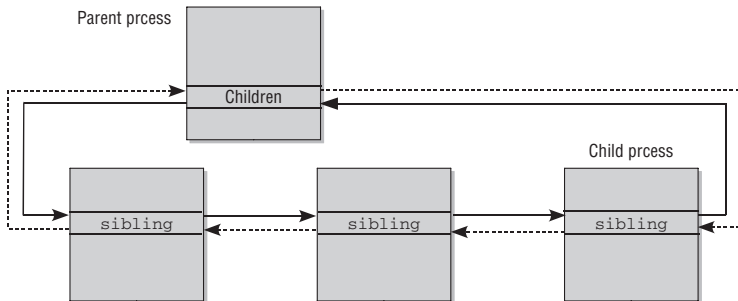 Parent prcess
Children
Child prcess
sibling
sibling
sibling